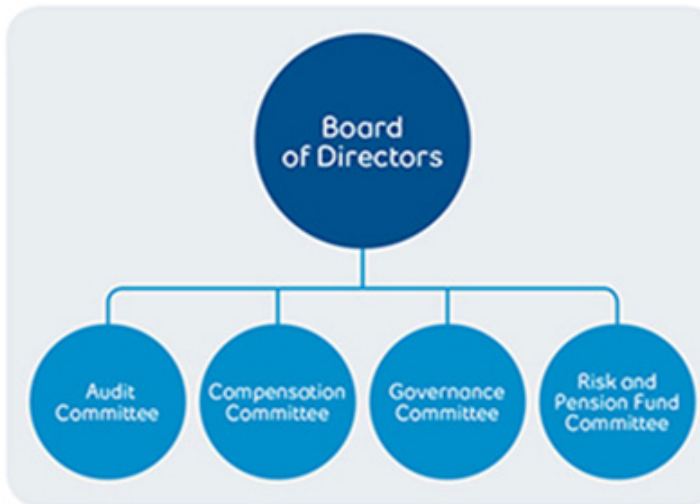 Board
of Directors
Audit
Committee
Compensation
Committee
Governance
Committee
Risk and
Pension Fund
Committee